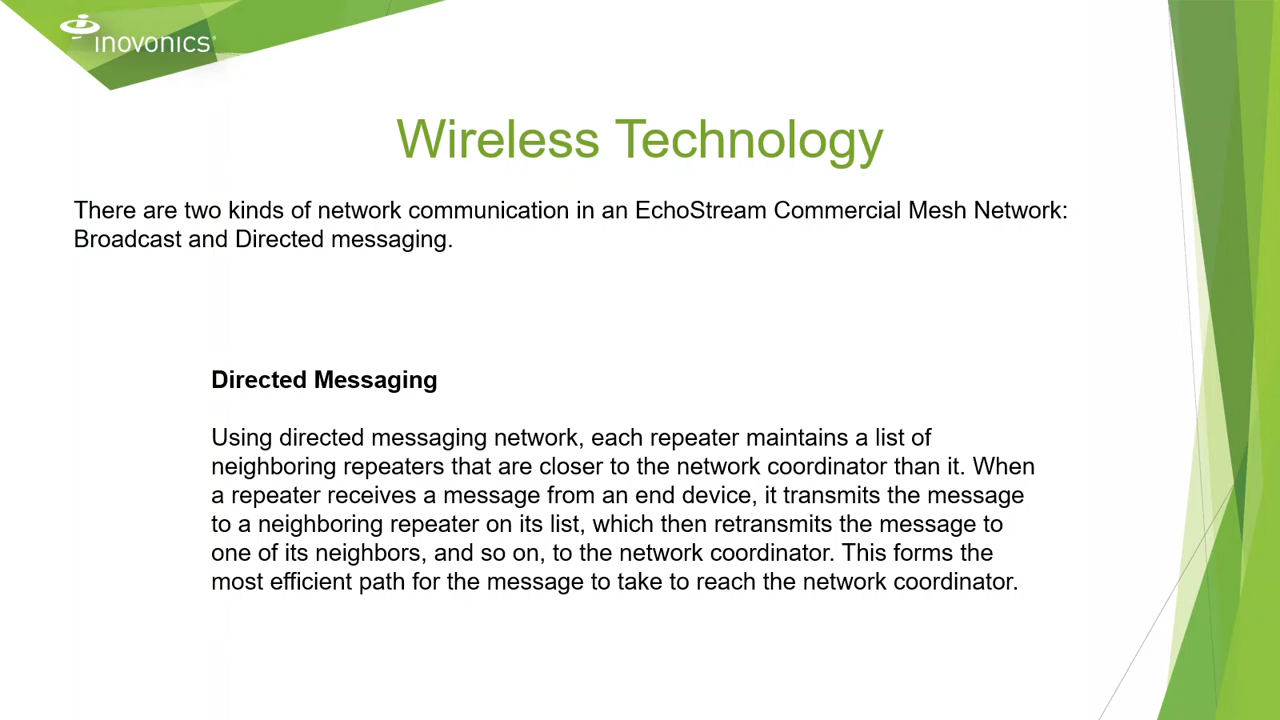 inovonics
Wireless Technology
There are two kinds of network communication in an EchoStream Commercial Mesh Network:
Broadcast and Directed messaging.
Directed Messaging
Using directed messaging network, each repeater maintains a list of
neighboring repeaters that are closer to the network coordinator than it. When
a repeater receives a message from an end device, it transmits the message
to a neighboring repeater on its list, which then retransmits the message to
one of its neighbors, and so on, to the network coordinator. This forms the
most efficient path for the message to take to reach the network coordinator.